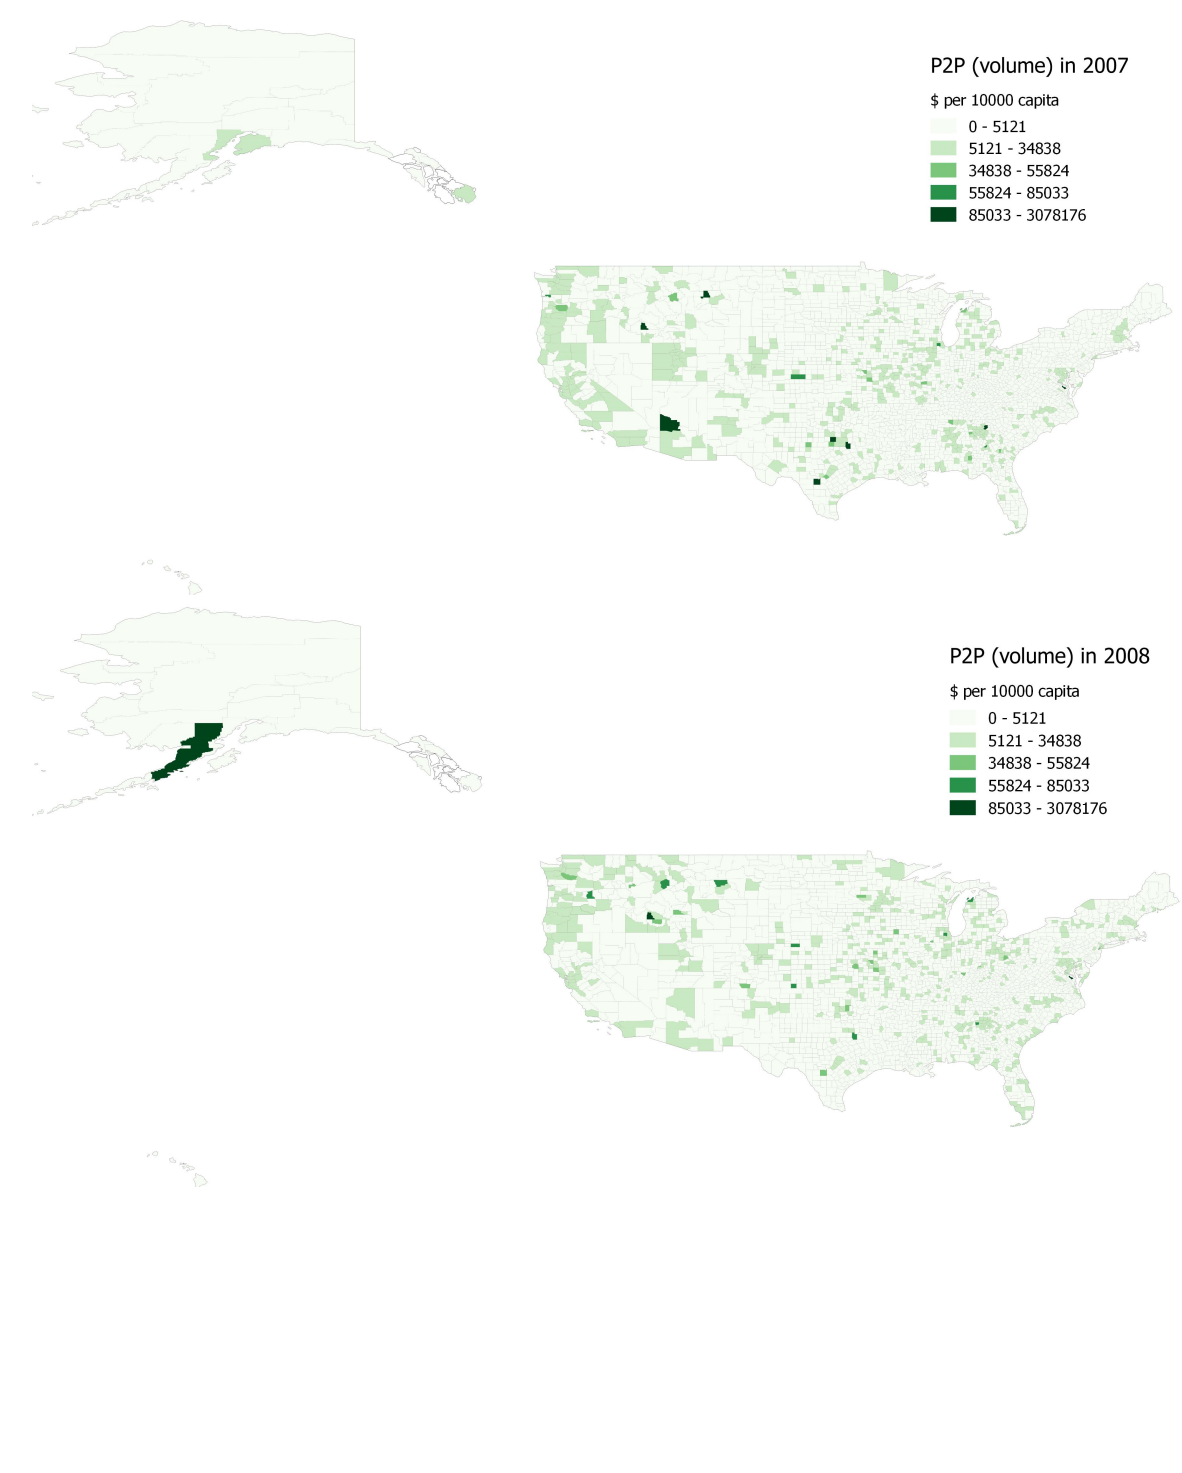 P2P (volume) in 2007
$ per 10000 capita
0 - 5121
5121 - 34838
34838 - 55824
55824 - 85033
85033 - 3078176
P2P (volume) in 2008
$ per 10000 capita
0 - 5121
5121 - 34838
34838 - 55824
55824 - 85033
85033 - 3078176